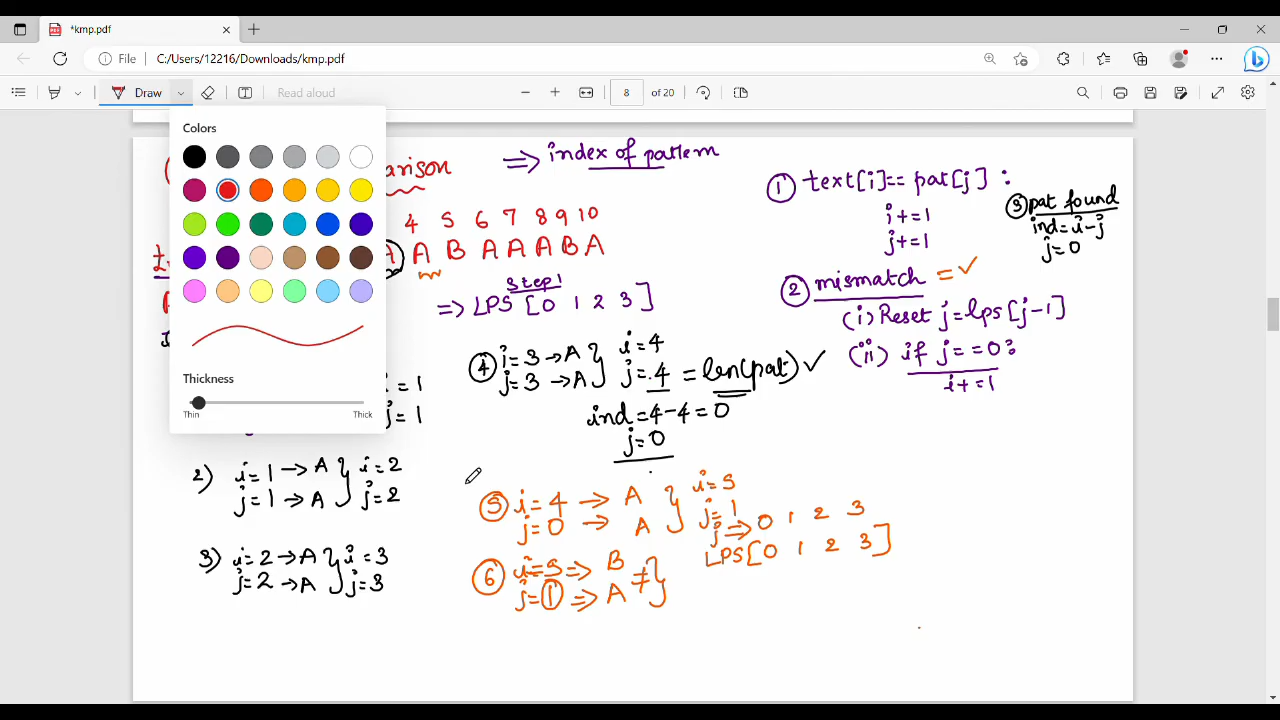 *kmp.pdf
File C:/Users/12216/Downloads/kmp.pdf
Draw Read aloud 8 of 20
Colors
Thickness
Thin Thick
arison => index of pattern
4 5 6 7 8 9 10
A A B A A A B A
Step1
=> LPS [0 1 2 3]
① text[i]== pat[j] :
i+=1
j+=1
② mismatch = ✓
(i) Reset j=lps[j-1]
(ii) if j==0:
i+=1
③ pat found
ind=i-j
j=0
i=1
j=1
2) i=1 → A } i=2
j=1 → A } j=2
3) i=2 → A } i=3
j=2 → A } j=3
④ i=3 → A } i=4
j=3 → A } j=4 = len(pat) ✓
ind=4-4=0
j=0
⑤ i=4 → A } i=5
j=0 → A } j=1
j → 0 1 2 3
LPS[0 1 2 3]
⑥ i=5 => B ≠ }
j=① => A